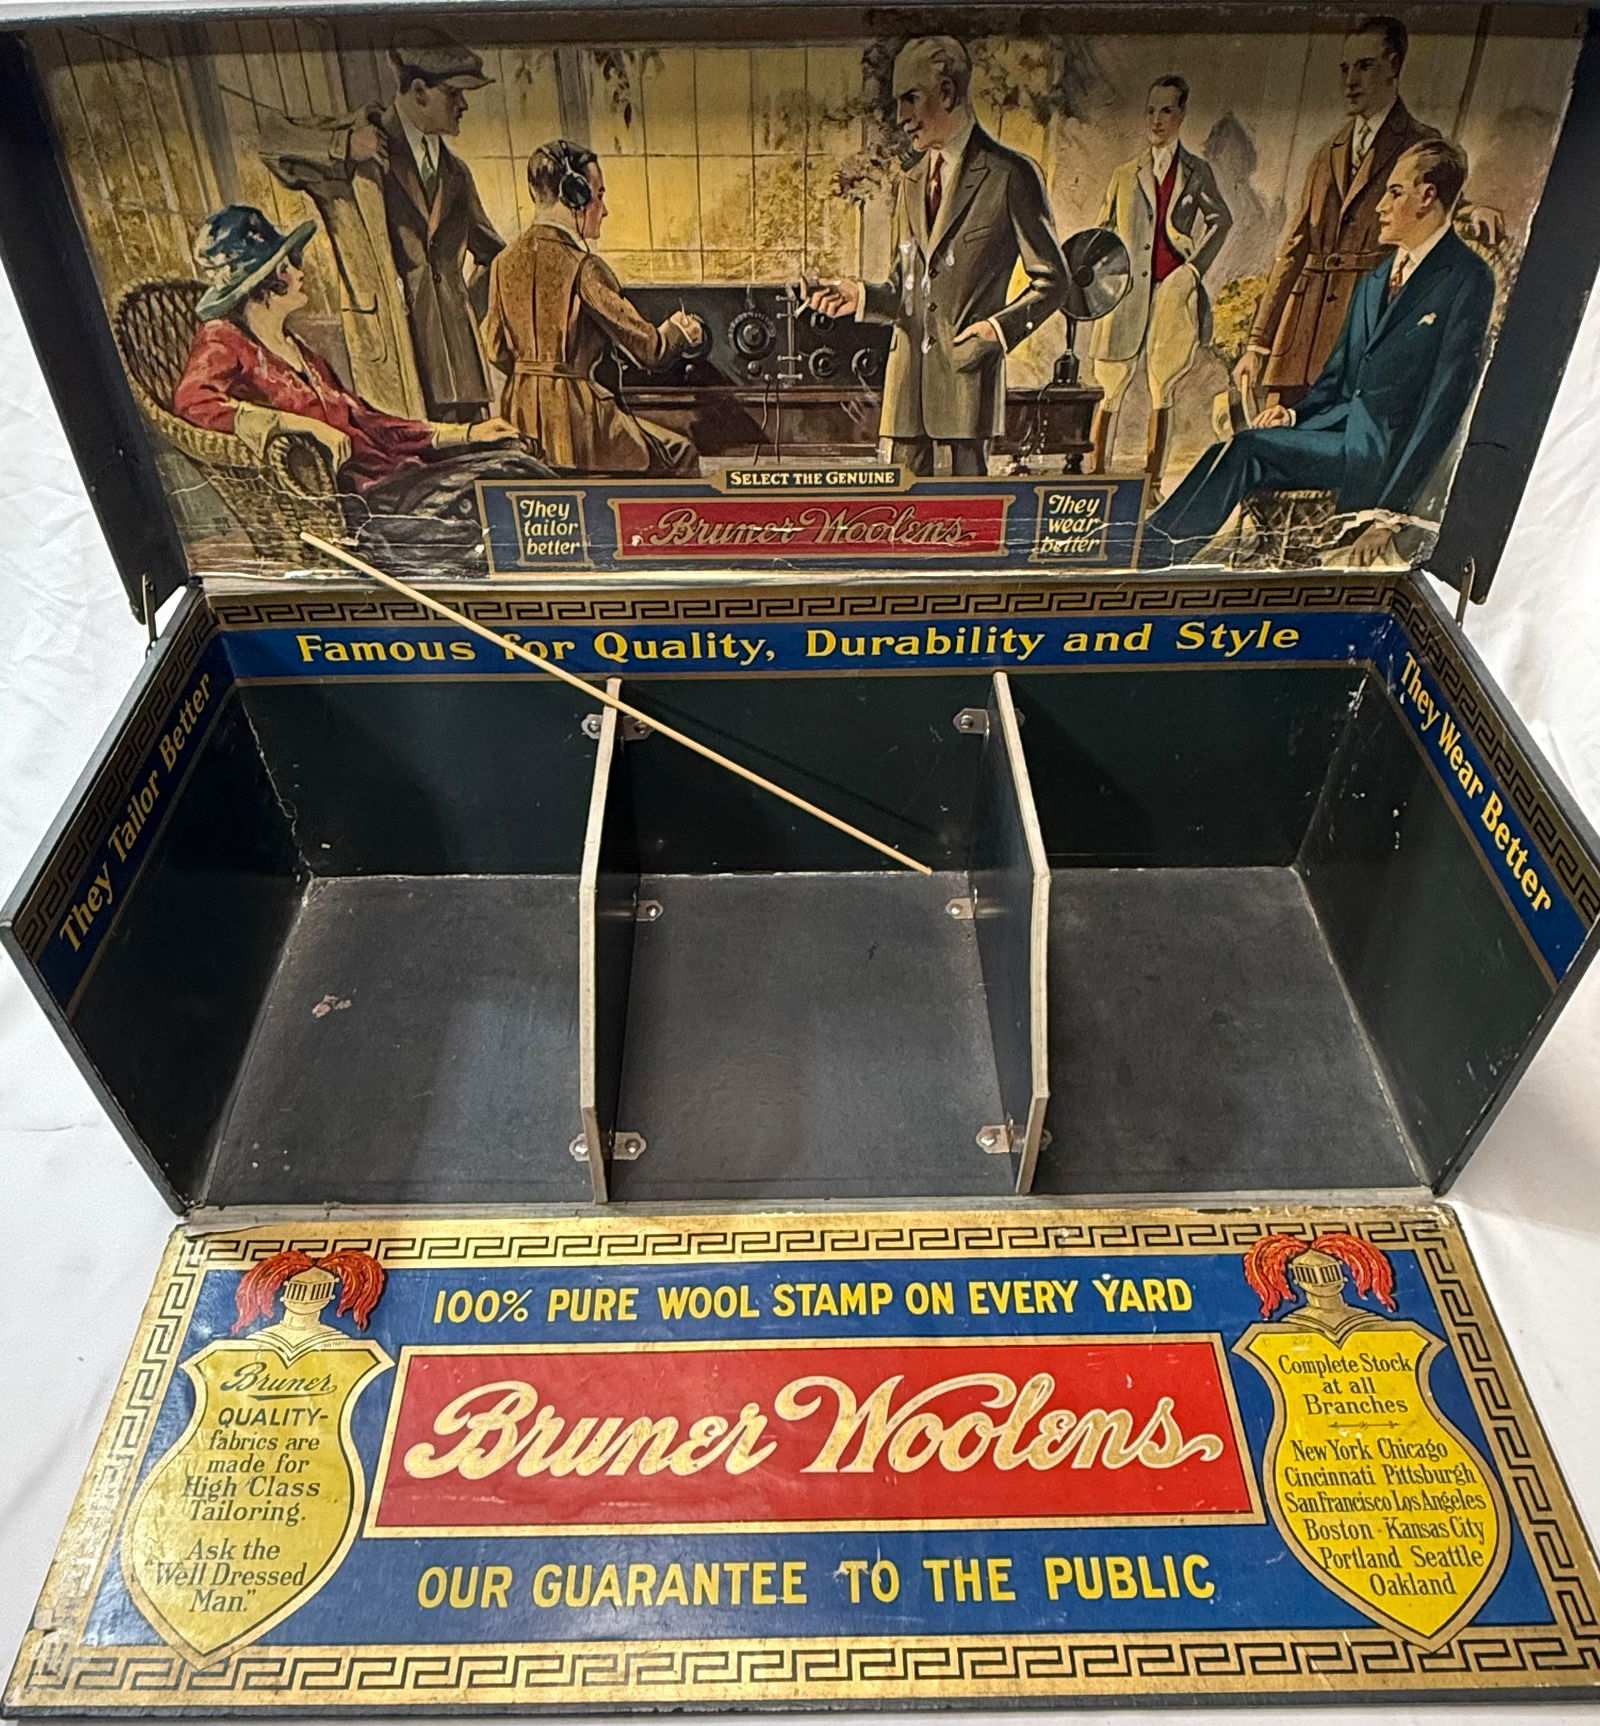 SELECT THE GENUINE
They
tailor
better
Bruner Woolens
They
wear
better
Famous for Quality, Durability and Style
They Tailor Better
They Wear Better
100% PURE WOOL STAMP ON EVERY YARD
Bruner
QUALITY-
fabrics are
made for
High Class
Tailoring.
Ask the
"Well Dressed
Man."
Bruner Woolens
Complete Stock
at all
Branches
New York Chicago
Cincinnati Pittsburgh
San Francisco Los Angeles
Boston - Kansas City
Portland Seattle
Oakland
OUR GUARANTEE TO THE PUBLIC